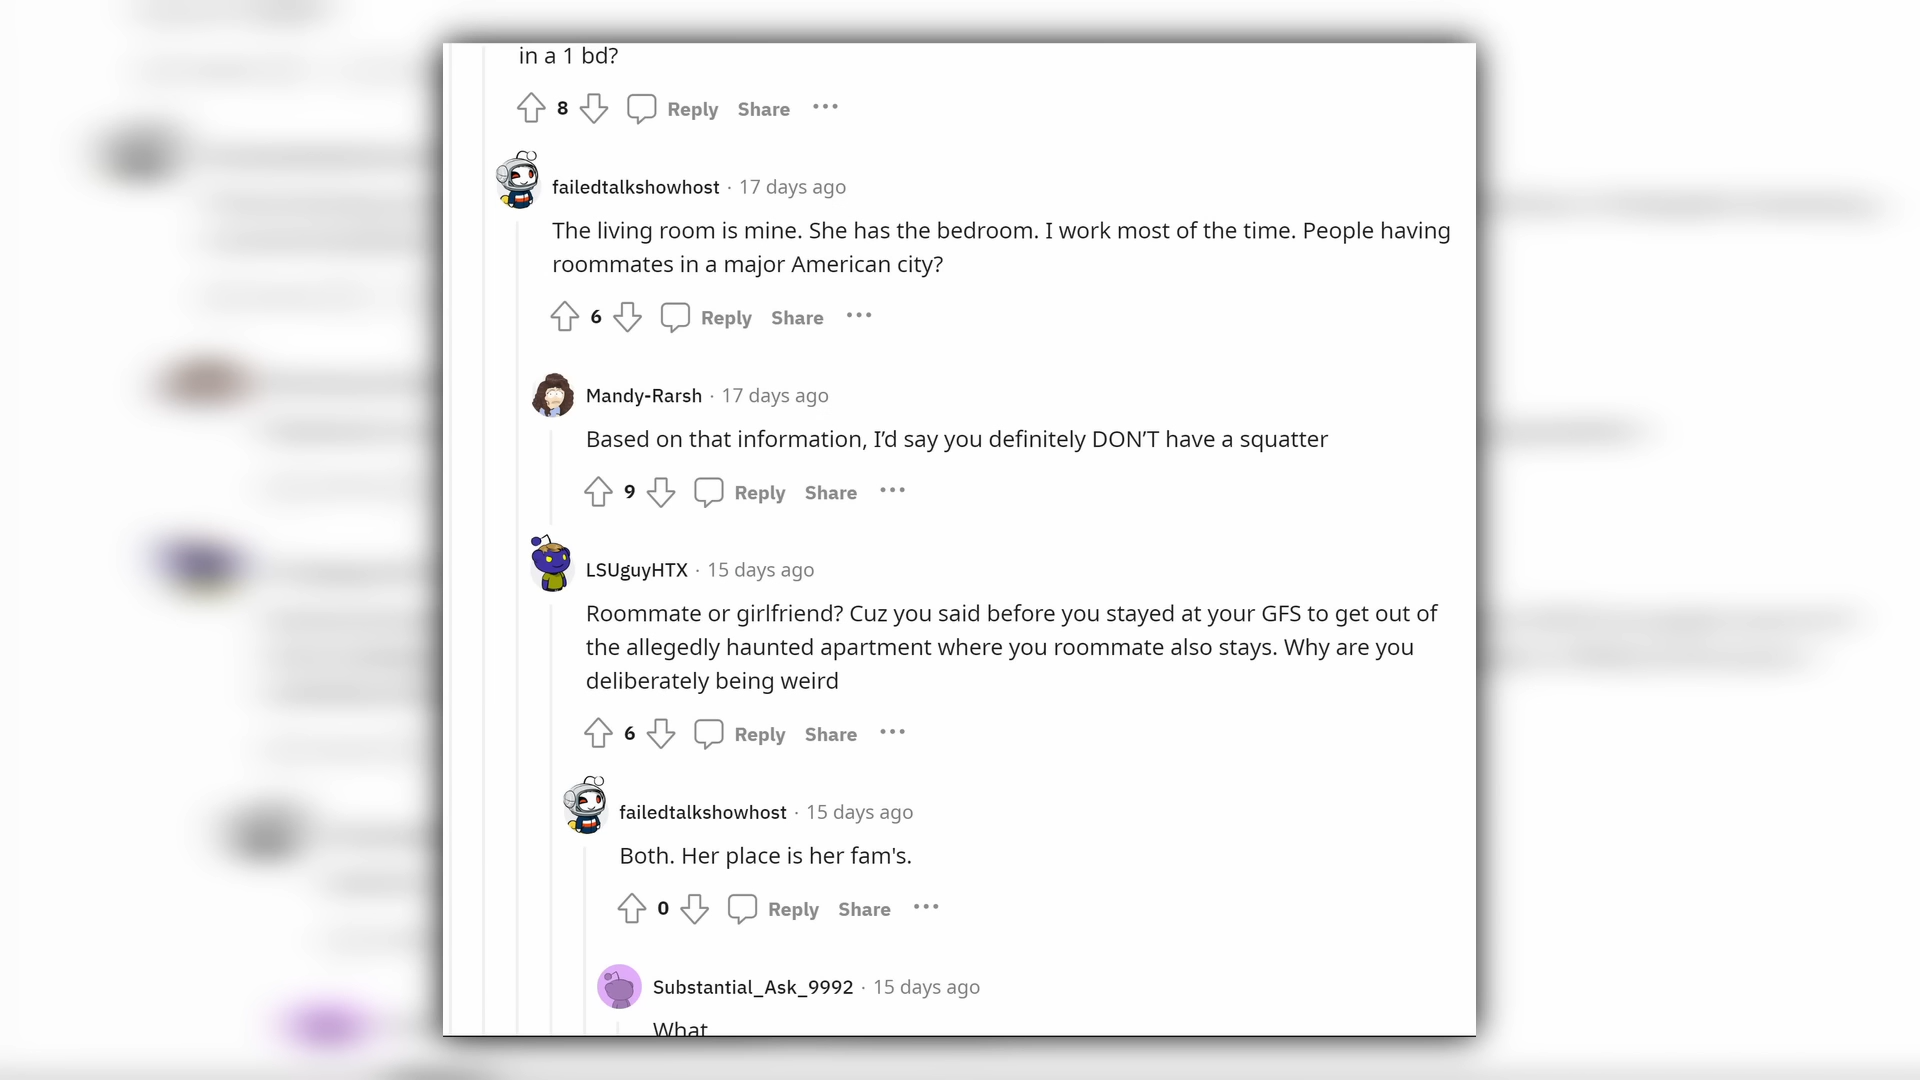 in a 1 bd?
8 Reply Share ...
failedtalkshowhost · 17 days ago
The living room is mine. She has the bedroom. I work most of the time. People having
roommates in a major American city?
6 Reply Share ...
Mandy-Rarsh · 17 days ago
Based on that information, I’d say you definitely DON’T have a squatter
9 Reply Share ...
LSUguyHTX · 15 days ago
Roommate or girlfriend? Cuz you said before you stayed at your GFS to get out of
the allegedly haunted apartment where you roommate also stays. Why are you
deliberately being weird
6 Reply Share ...
failedtalkshowhost · 15 days ago
Both. Her place is her fam's.
0 Reply Share ...
Substantial_Ask_9992 · 15 days ago
What